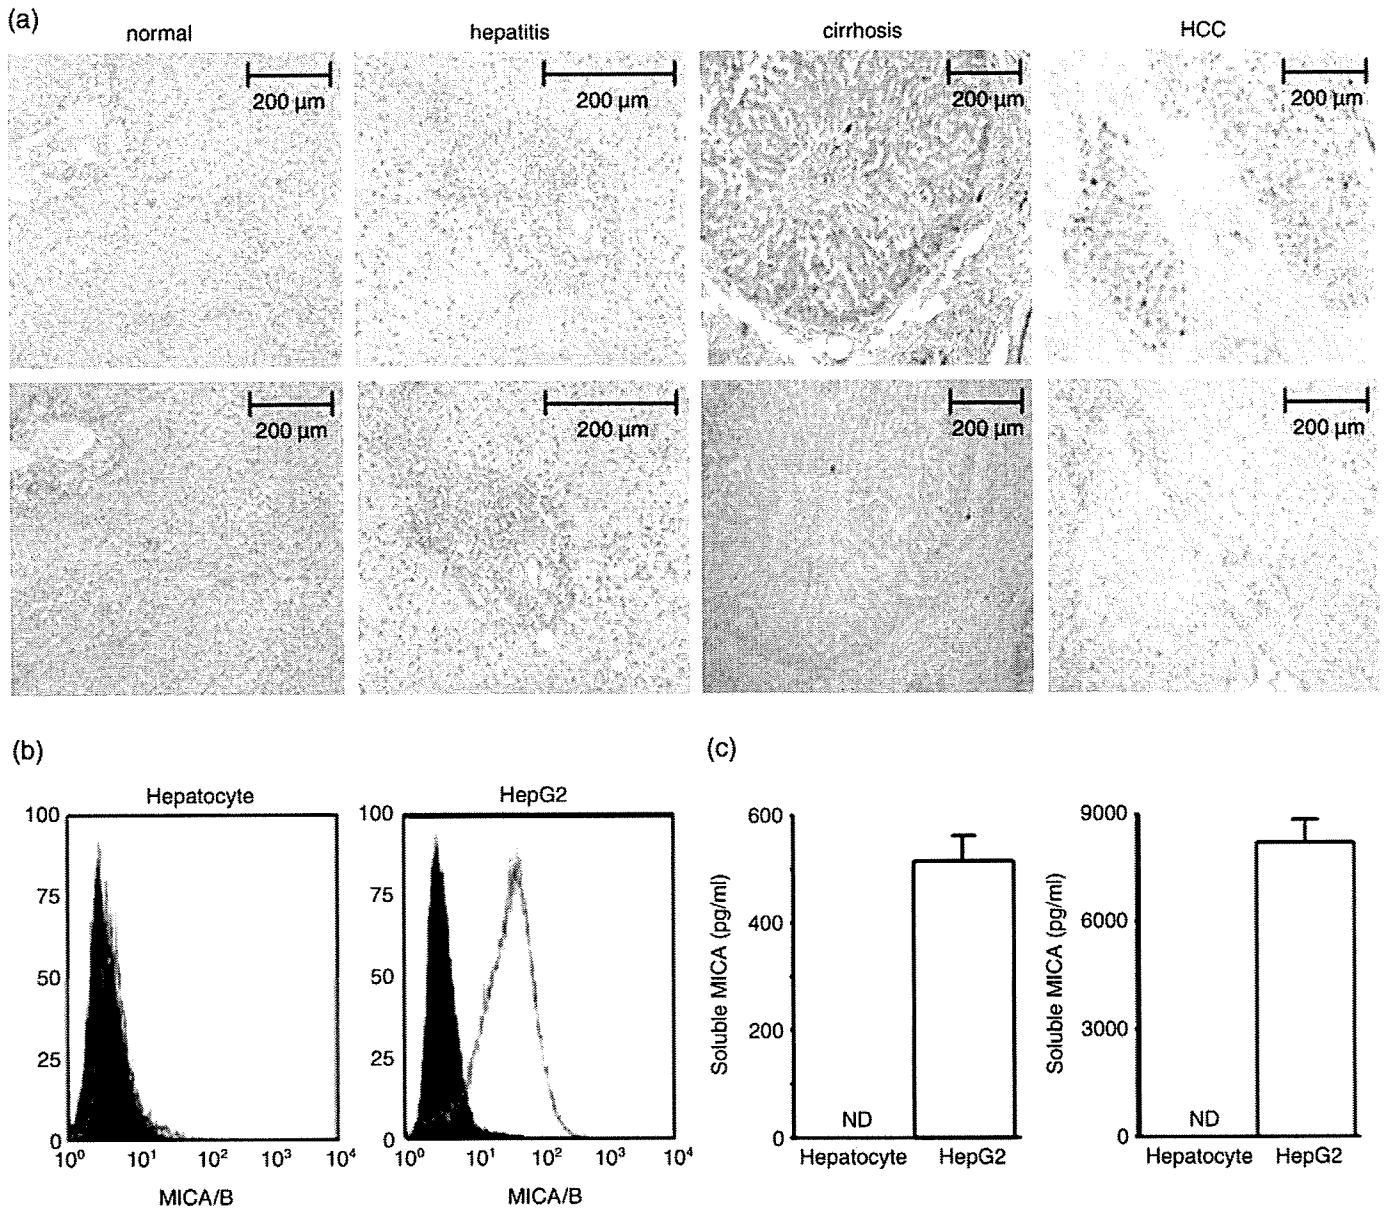 (a)
normal
hepatitis
cirrhosis
HCC
200 µm
200 µm
200 µm
200 µm
200 µm
200 µm
200 µm
200 µm
(b)
Hepatocyte
100
75
50
25
0
10⁰ 10¹ 10² 10³ 10⁴
MICA/B
HepG2
100
75
50
25
0
10⁰ 10¹ 10² 10³ 10⁴
MICA/B
(c)
Soluble MICA (pg/ml)
600
400
200
0
ND
Hepatocyte HepG2
Soluble MICA (pg/ml)
9000
6000
3000
0
ND
Hepatocyte HepG2